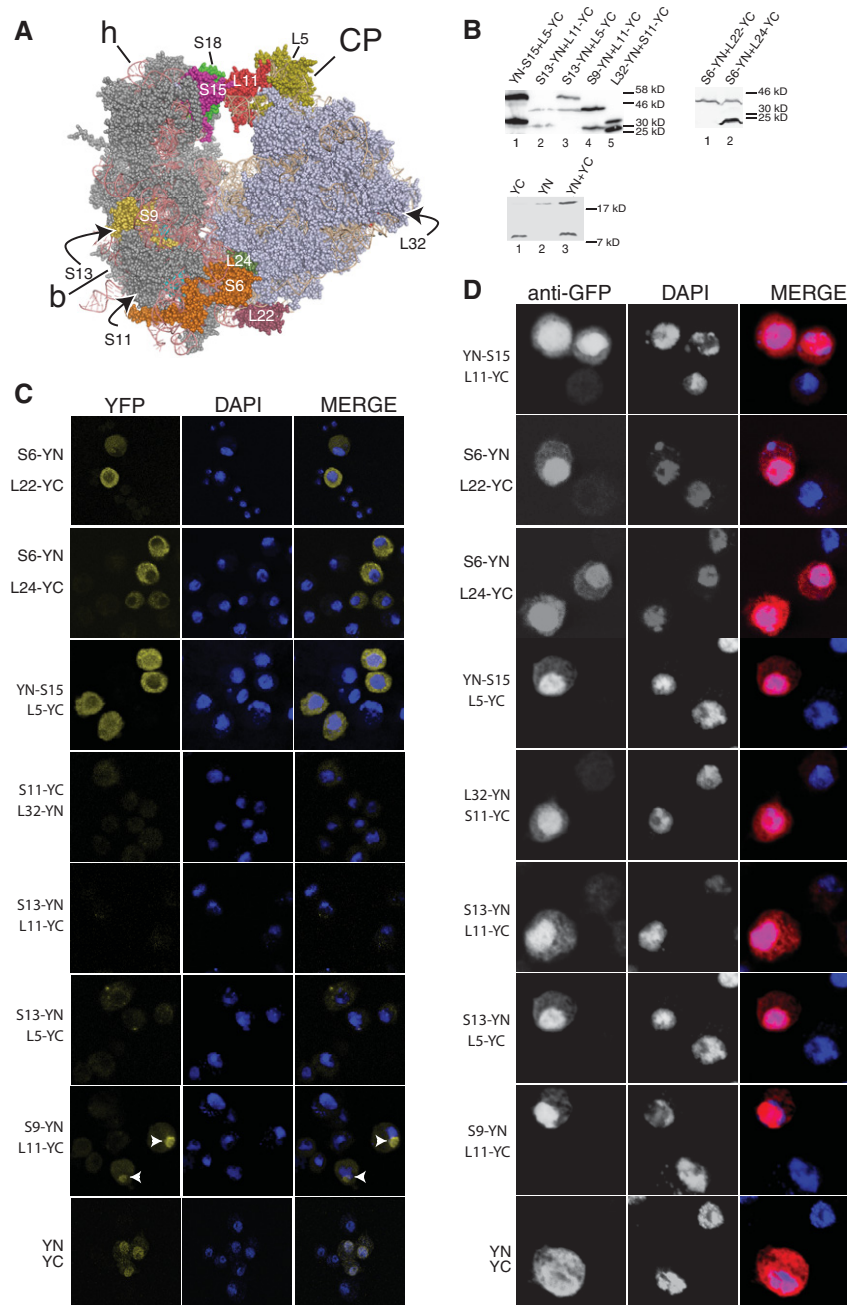 A
h
S18
L5
CP
S15
L11
S9
S13
b
S11
L24
S6
L22
L32
B
YN-S15+L5-YC
S13-YN+L11-YC
S13-YN+L5-YC
S9-YN+L11-YC
L32-YN+S11-YC
58 kD
46 kD
30 kD
25 kD
1 2 3 4 5
S6-YN+L22-YC
S6-YN+L24-YC
46 kD
30 kD
25 kD
1 2
YC
YN
YN+YC
17 kD
7 kD
1 2 3
C
YFP DAPI MERGE
S6-YN
L22-YC
S6-YN
L24-YC
YN-S15
L5-YC
S11-YC
L32-YN
S13-YN
L11-YC
S13-YN
L5-YC
S9-YN
L11-YC
YN
YC
D
anti-GFP DAPI MERGE
YN-S15
L11-YC
S6-YN
L22-YC
S6-YN
L24-YC
YN-S15
L5-YC
L32-YN
S11-YC
S13-YN
L11-YC
S13-YN
L5-YC
S9-YN
L11-YC
YN
YC